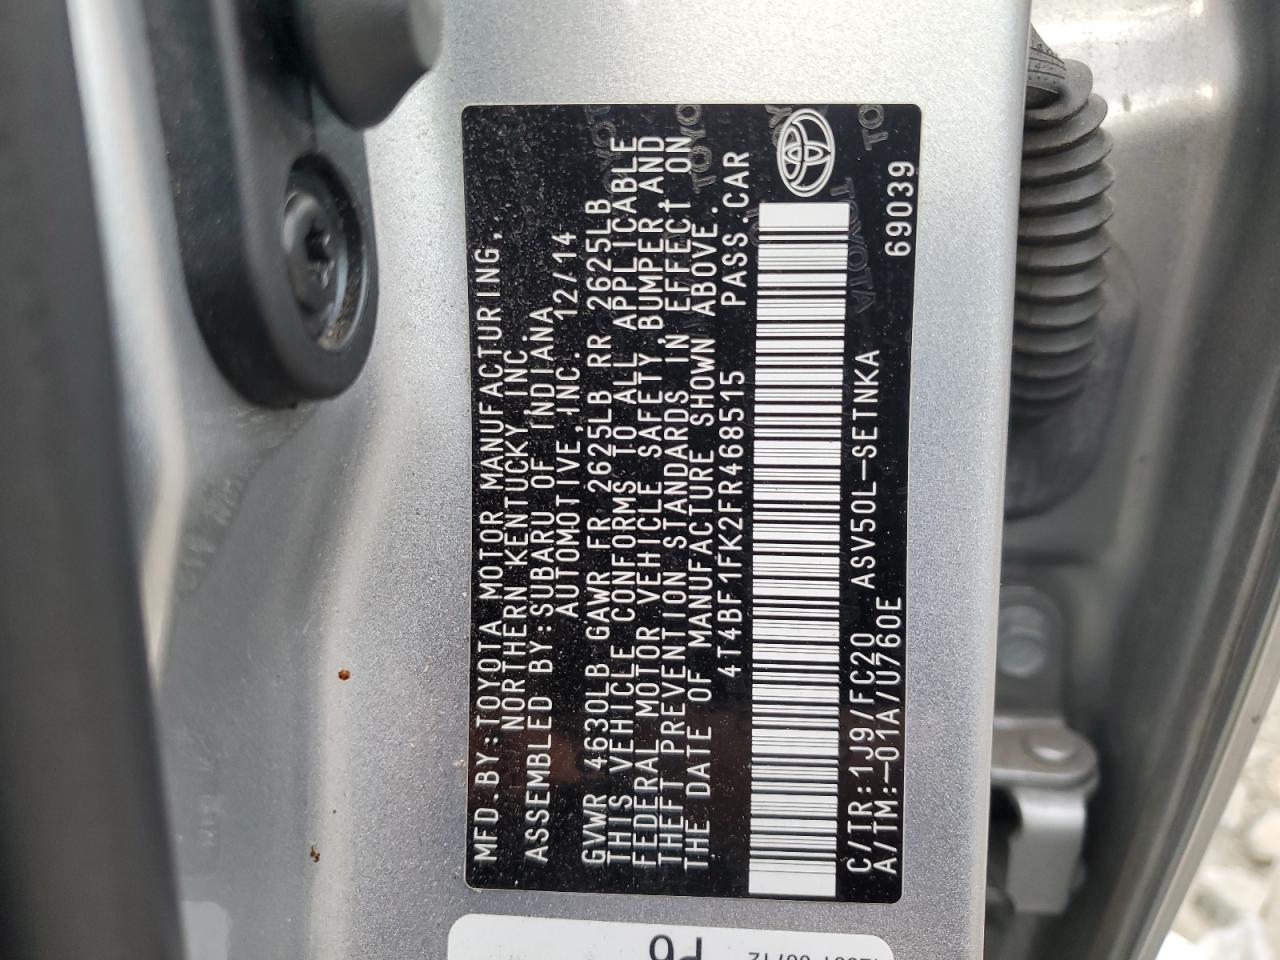 MFD.BY:TOYOTA MOTOR MANUFACTURING,
NORTHERN KENTUCKY INC.
ASSEMBLED BY:SUBARU OF INDIANA
AUTOMOTIVE,INC. 12/14
GVWR 4630LB GAWR FR 2625LB RR 2625LB
THIS VEHICLE CONFORMS TO ALL APPLICABLE
FEDERAL MOTOR VEHICLE SAFETY, BUMPER, AND
THEFT PREVENTION STANDARDS IN EFFECT ON
THE DATE OF MANUFACTURE SHOWN ABOVE.
4T4BF1FK2FR468515 PASS.CAR
C/TR:1J9/FC20 ASV50L-SETNKA
A/TM:-01A/U760E 69039
TOYOTA
P6